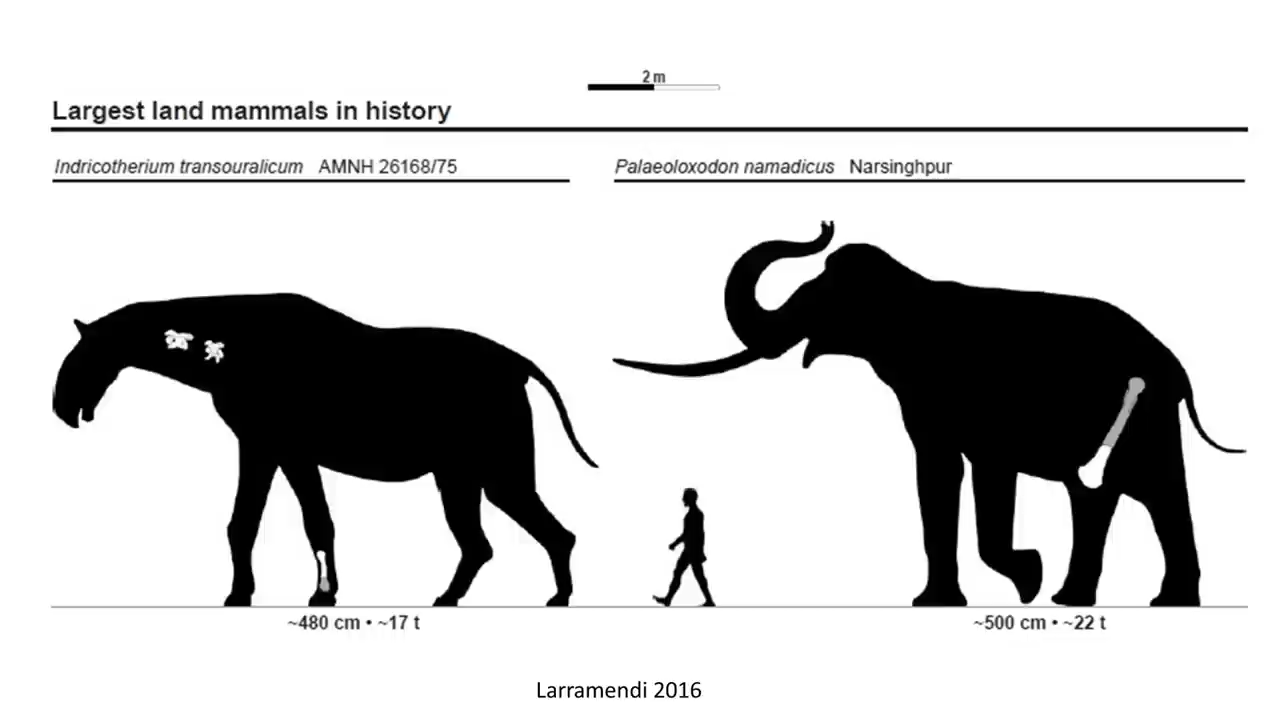 2 m
Largest land mammals in history
Indricotherium transouralicum AMNH 26168/75
Palaeoloxodon namadicus Narsinghpur
~480 cm • ~17 t
~500 cm • ~22 t
Larramendi 2016